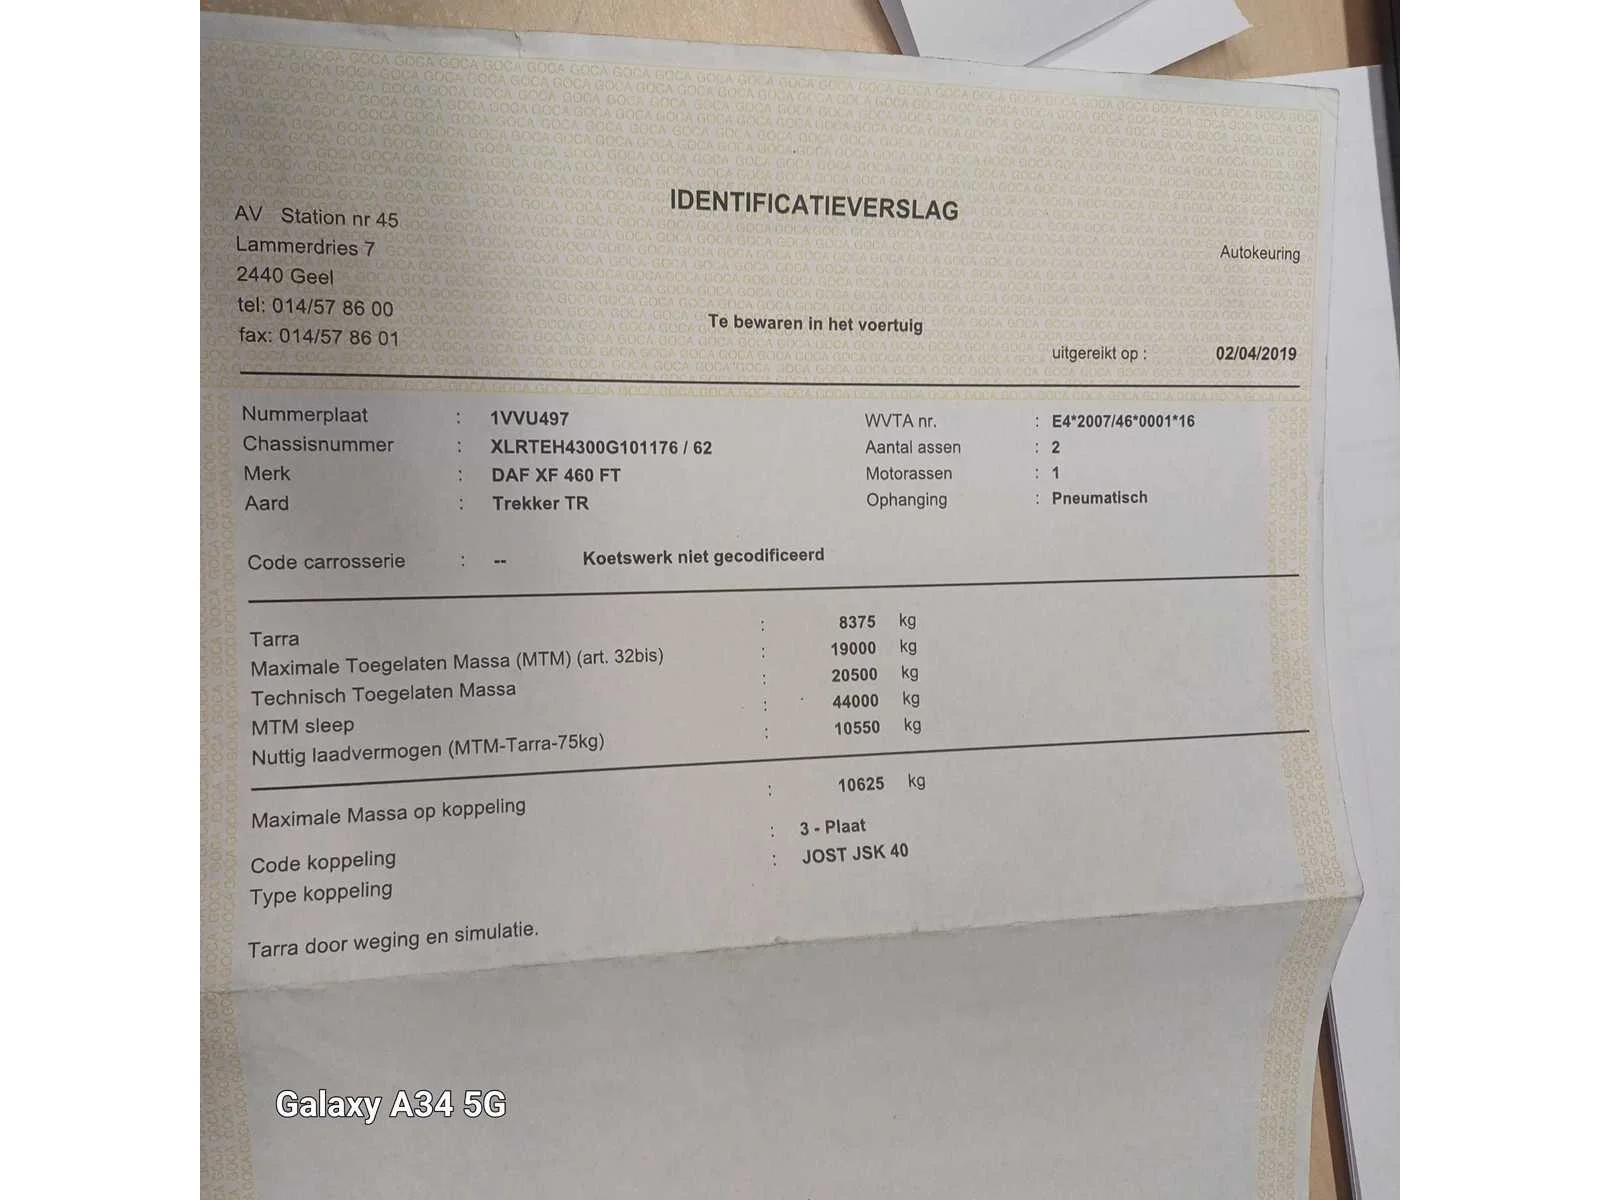 IDENTIFICATIEVERSLAG
AV Station nr 45
Lammerdries 7
2440 Geel
tel: 014/57 86 00
fax: 014/57 86 01
Autokeuring
Te bewaren in het voertuig
uitgereikt op : 02/04/2019
Nummerplaat : 1VVU497
Chassisnummer : XLRTEH4300G101176 / 62
Merk : DAF XF 460 FT
Aard : Trekker TR
WVTA nr. : E4*2007/46*0001*16
Aantal assen : 2
Motorassen : 1
Ophanging : Pneumatisch
Code carrosserie : -- Koetswerk niet gecodificeerd
Tarra : 8375 kg
Maximale Toegelaten Massa (MTM) (art. 32bis) : 19000 kg
Technisch Toegelaten Massa : 20500 kg
MTM sleep : 44000 kg
Nuttig laadvermogen (MTM-Tarra-75kg) : 10550 kg
Maximale Massa op koppeling : 10625 kg
Code koppeling : 3 - Plaat
Type koppeling : JOST JSK 40
Tarra door weging en simulatie.
Galaxy A34 5G